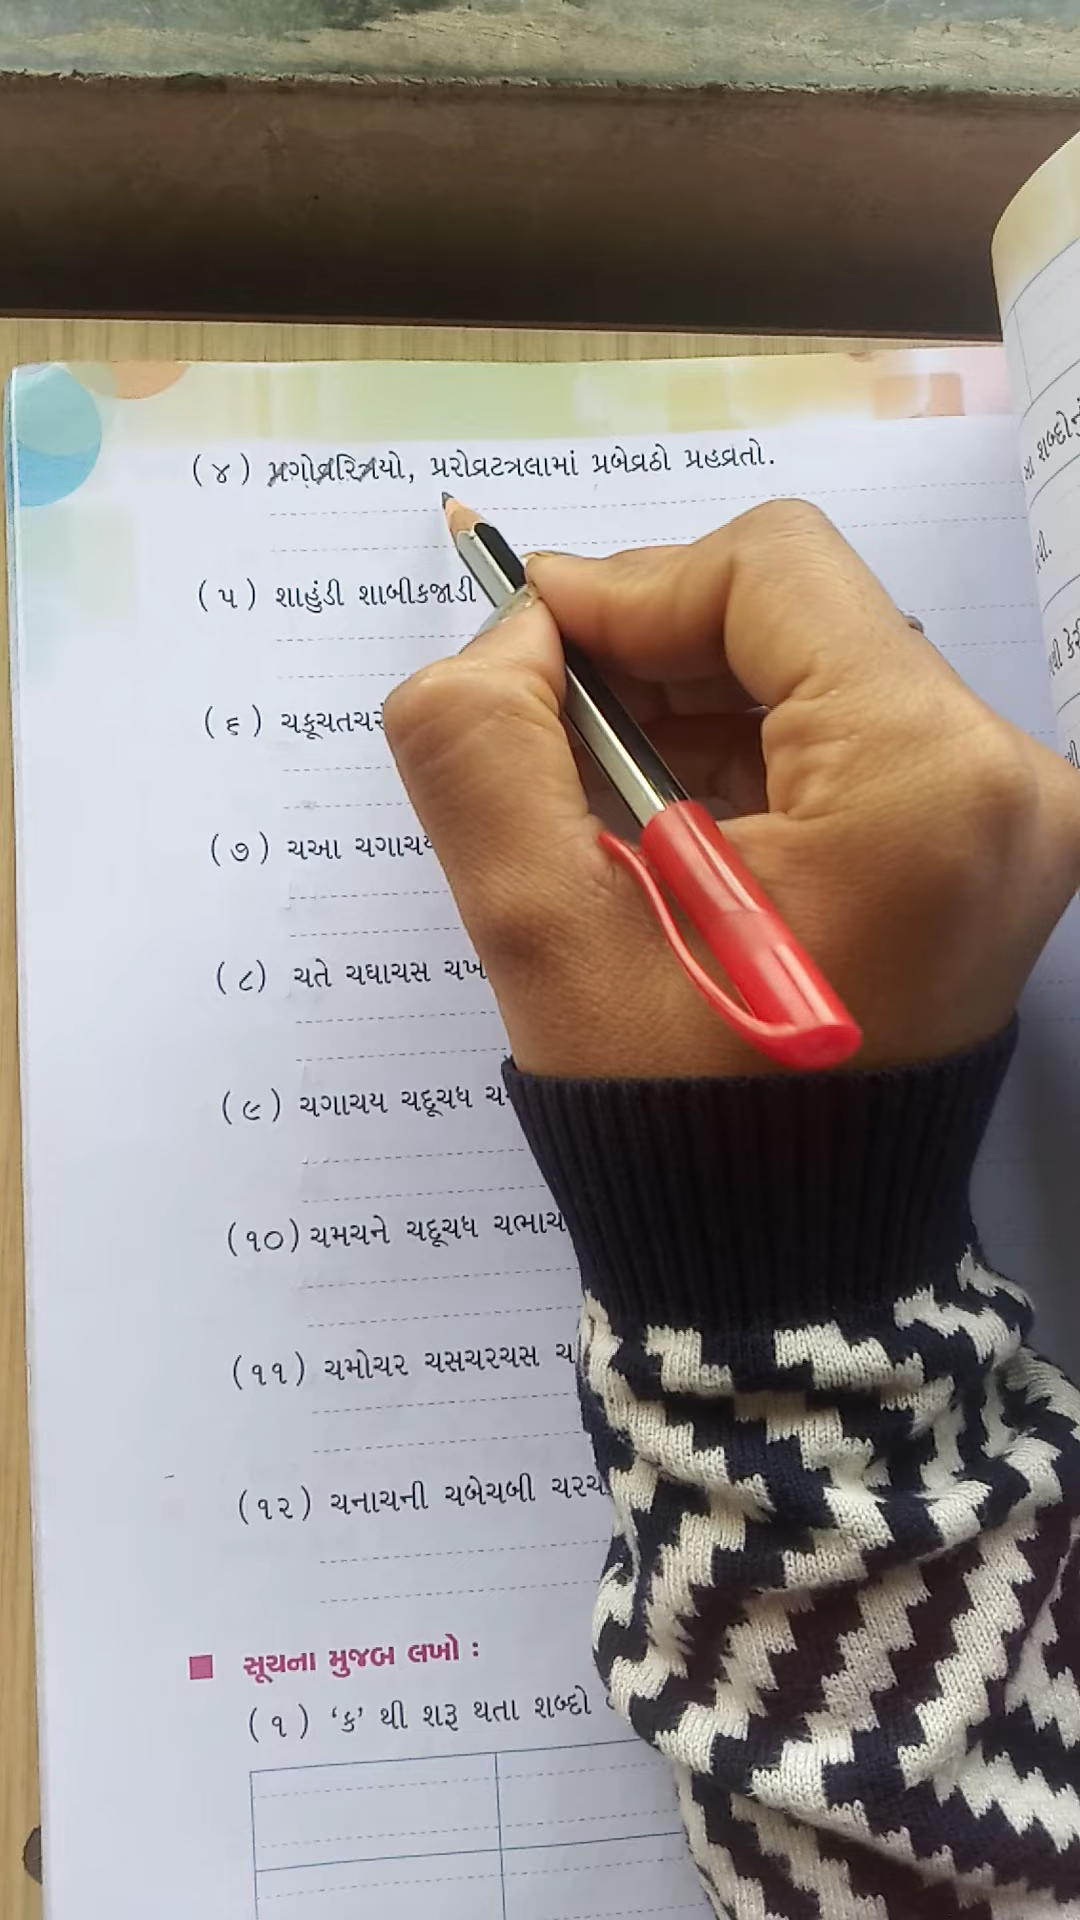 (૪) પ્રગોવ્રરિત્રયો, પ્રરોવ્રટત્રલામાં પ્રબેવ્રઠો પ્રહવ્રતો.
(૫) શાહુંડી શાબીકજાડી
(૬) ચકૂચતચ
(૭) ચઆ ચગાચ
(૮) ચતે ચઘાચસ ચખ
(૯) ચગાચય ચદૂચધ
(૧૦) ચમચને ચદૂચધ ચભાચ
(૧૧) ચમોચર ચસચરચસ ચ
(૧૨) ચનાચની ચબેચબી ચરચ
સૂચના મુજબ લખો :
(૧) ‘ક’ થી શરૂ થતા શબ્દો